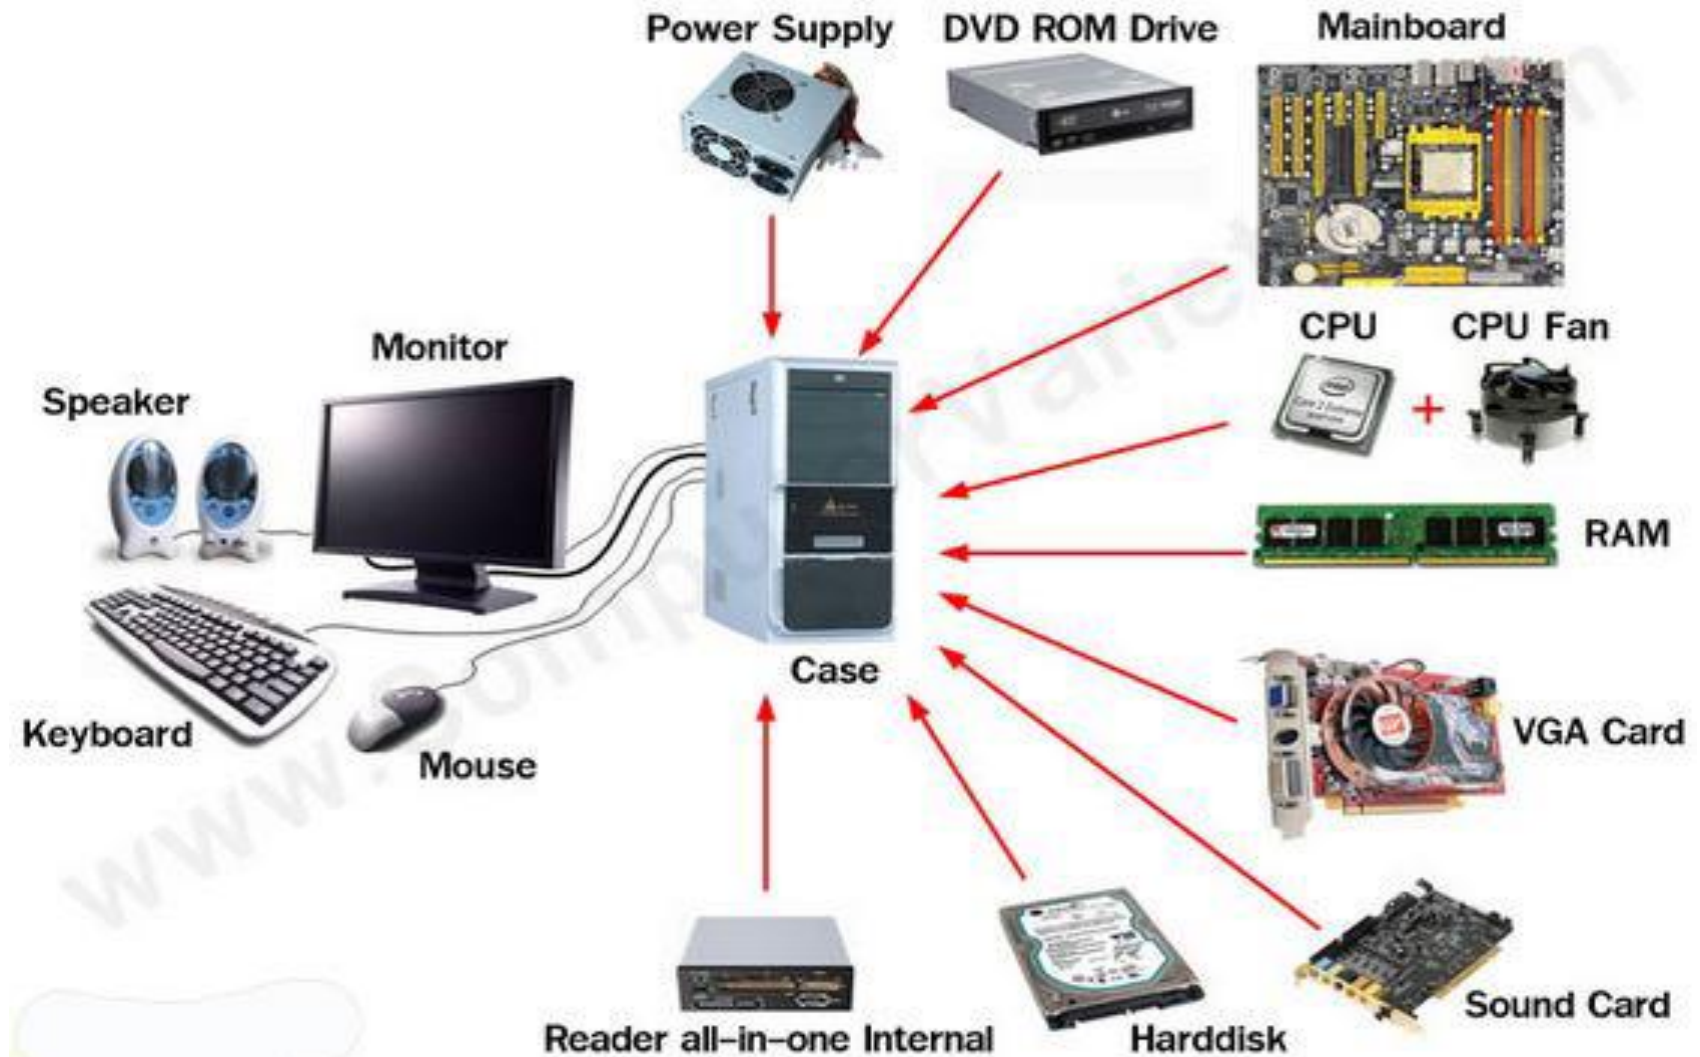 Power Supply
DVD ROM Drive
Mainboard
CPU
CPU Fan
Monitor
Speaker
RAM
Case
VGA Card
Keyboard
Mouse
Sound Card
Reader all-in-one Internal
Harddisk